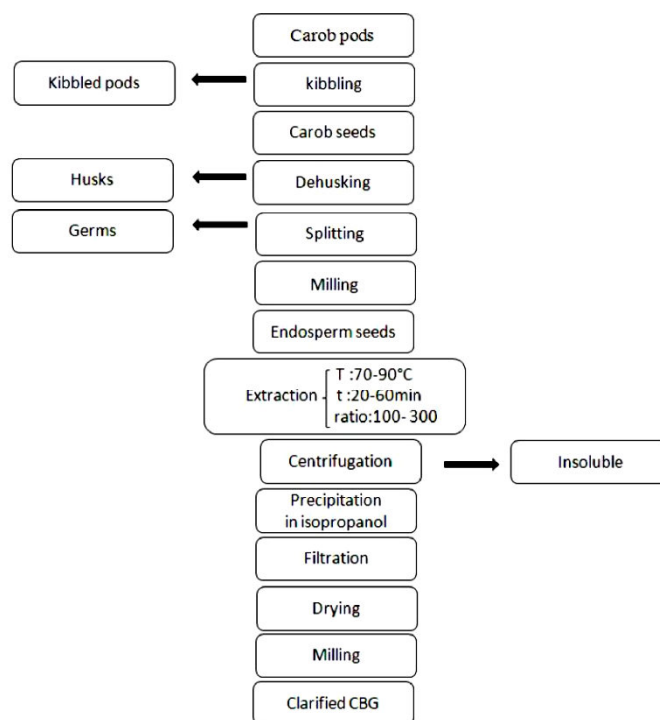 Carob pods
Kibbled pods
kibbling
Carob seeds
Husks
Dehusking
Germs
Splitting
Milling
Endosperm seeds
Extraction
T :70-90°C
t :20-60min
ratio:100- 300
Centrifugation
Insoluble
Precipitation
in isopropanol
Filtration
Drying
Milling
Clarified CBG